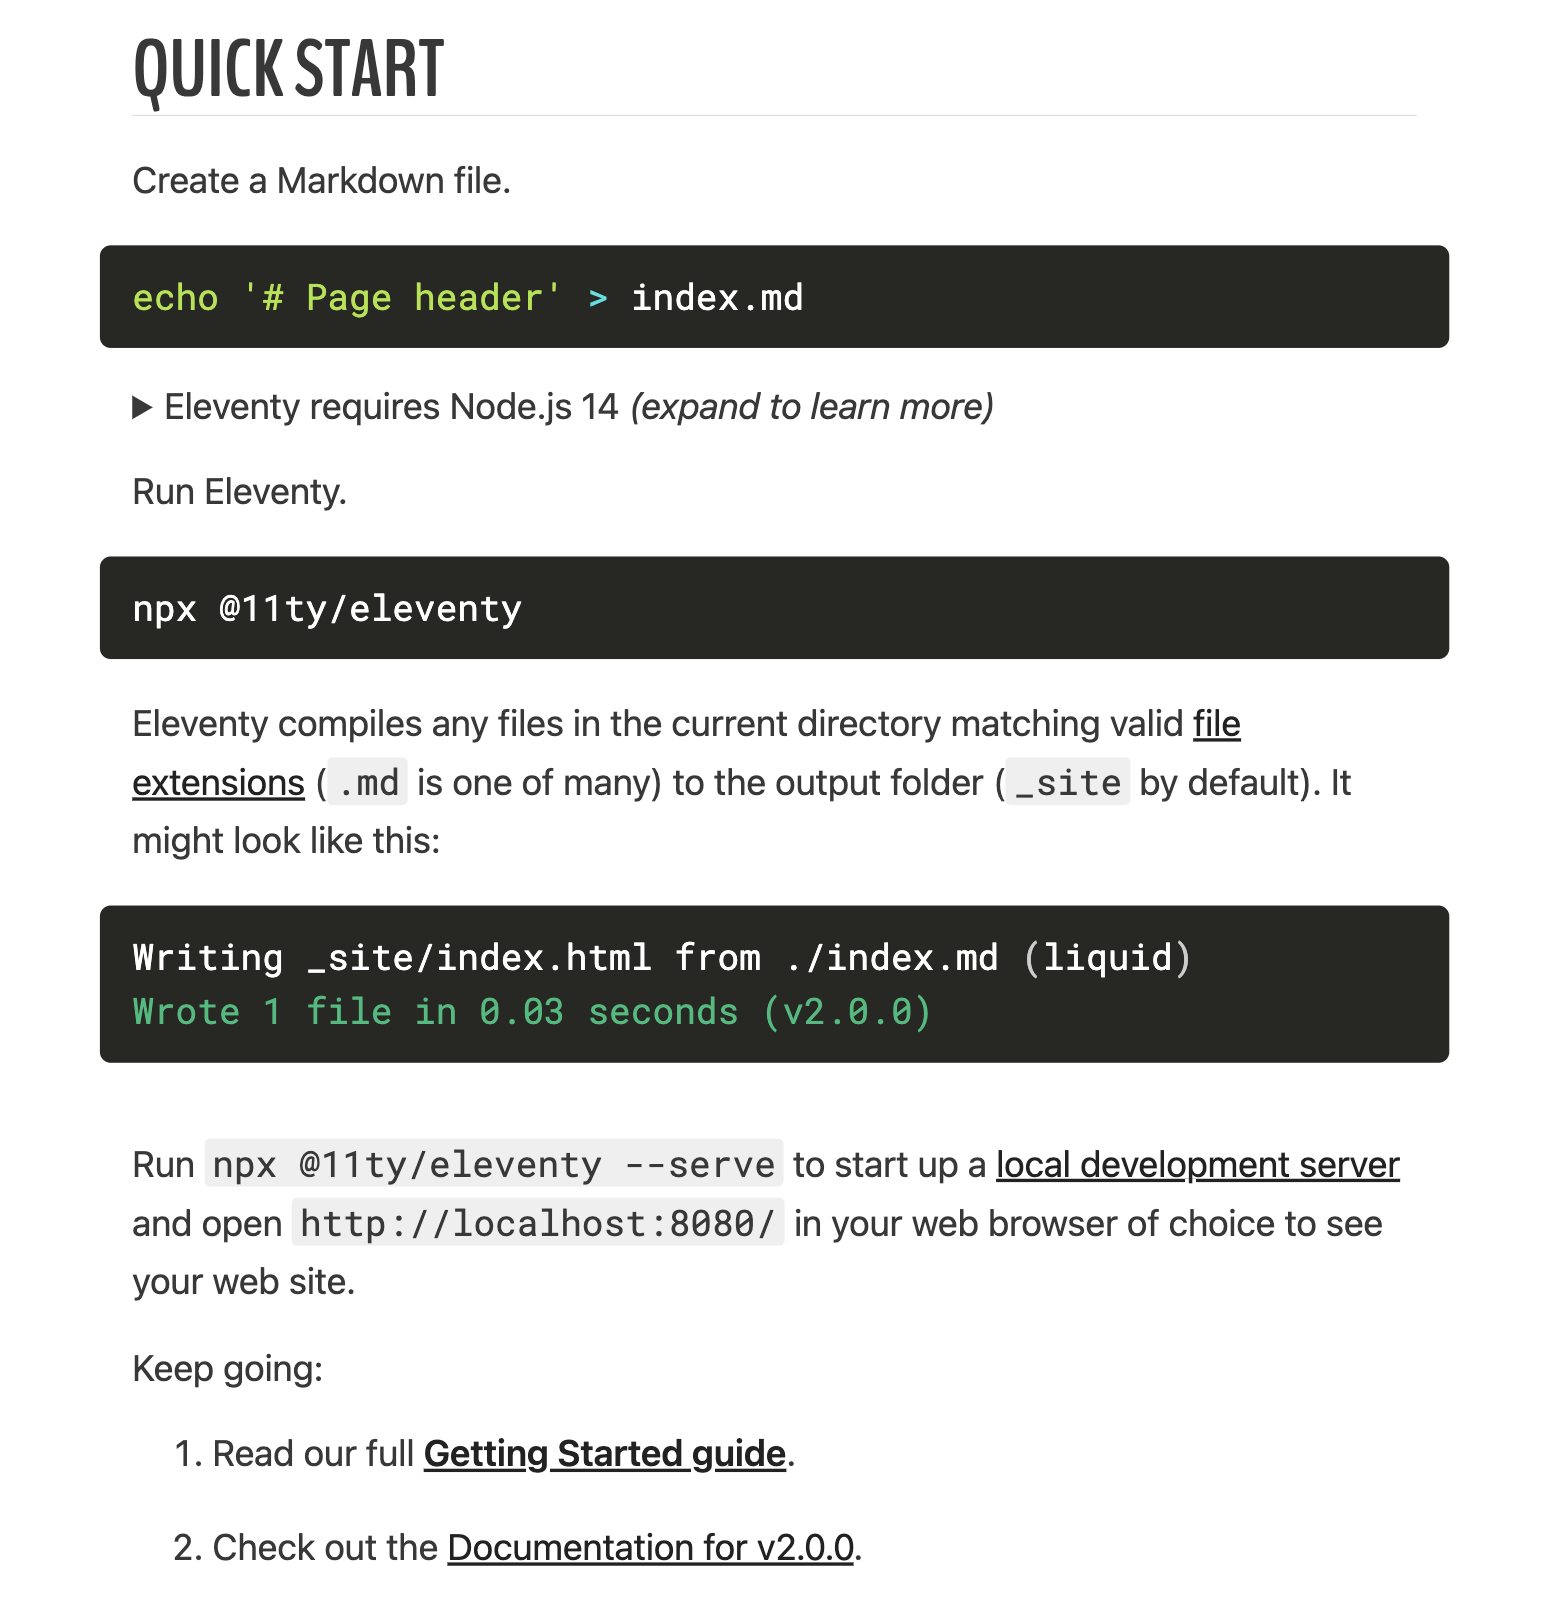 QUICK START
Create a Markdown file.
echo '# Page header' > index.md
▶ Eleventy requires Node.js 14 (expand to learn more)
Run Eleventy.
npx @11ty/eleventy
Eleventy compiles any files in the current directory matching valid file
extensions (.md is one of many) to the output folder (_site by default). It
might look like this:
Writing _site/index.html from ./index.md (liquid)
Wrote 1 file in 0.03 seconds (v2.0.0)
Run npx @11ty/eleventy --serve to start up a local development server
and open http://localhost:8080/ in your web browser of choice to see
your web site.
Keep going:
1. Read our full Getting Started guide.
2. Check out the Documentation for v2.0.0.